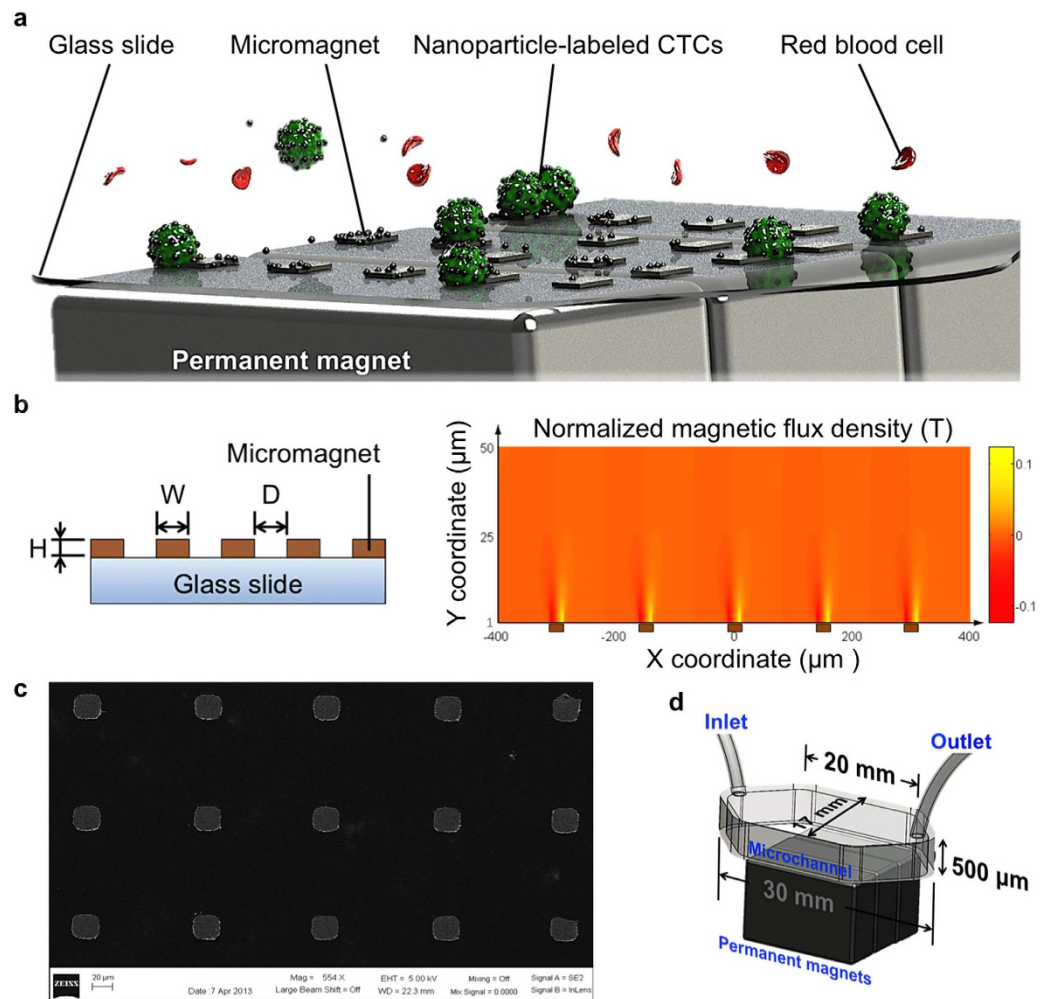 a
Glass slide
Micromagnet
Nanoparticle-labeled CTCs
Red blood cell
Permanent magnet
b
Micromagnet
W
D
H
Glass slide
Normalized magnetic flux density (T)
Y coordinate (µm)
50
25
1
-400
-200
0
200
400
X coordinate (µm )
0.1
0
-0.1
c
ZEISS
20 µm
Mag = 554 X
EHT = 5.00 kV
Mixing = Off
Signal A = SE2
Date :7 Apr 2013
Large Beam Shift = Off
WD = 22.3 mm
Mix Signal = 0.0000
Signal B = InLens
d
Inlet
Outlet
20 mm
17 mm
Microchannel
500 µm
30 mm
Permanent magnets